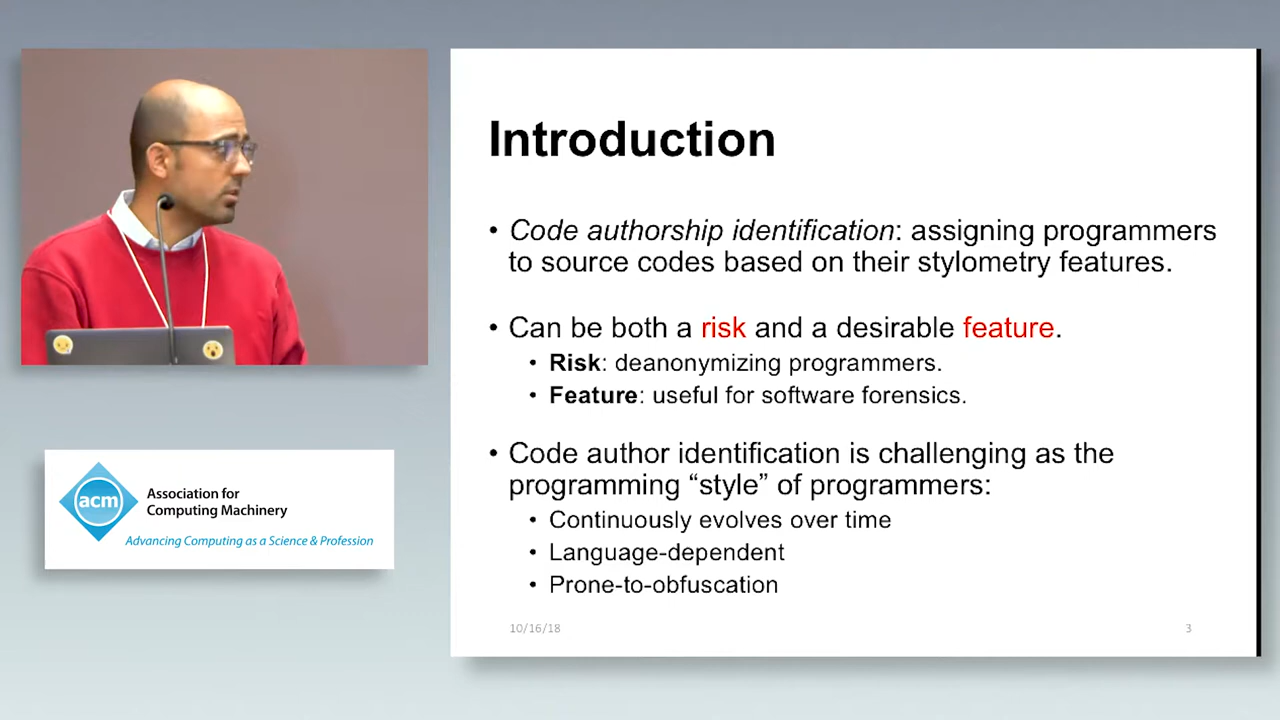 Introduction
• Code authorship identification: assigning programmers
to source codes based on their stylometry features.
• Can be both a risk and a desirable feature.
• Risk: deanonymizing programmers.
• Feature: useful for software forensics.
• Code author identification is challenging as the
programming “style” of programmers:
• Continuously evolves over time
• Language-dependent
• Prone-to-obfuscation
10/16/18
3
acm
Association for
Computing Machinery
Advancing Computing as a Science & Profession